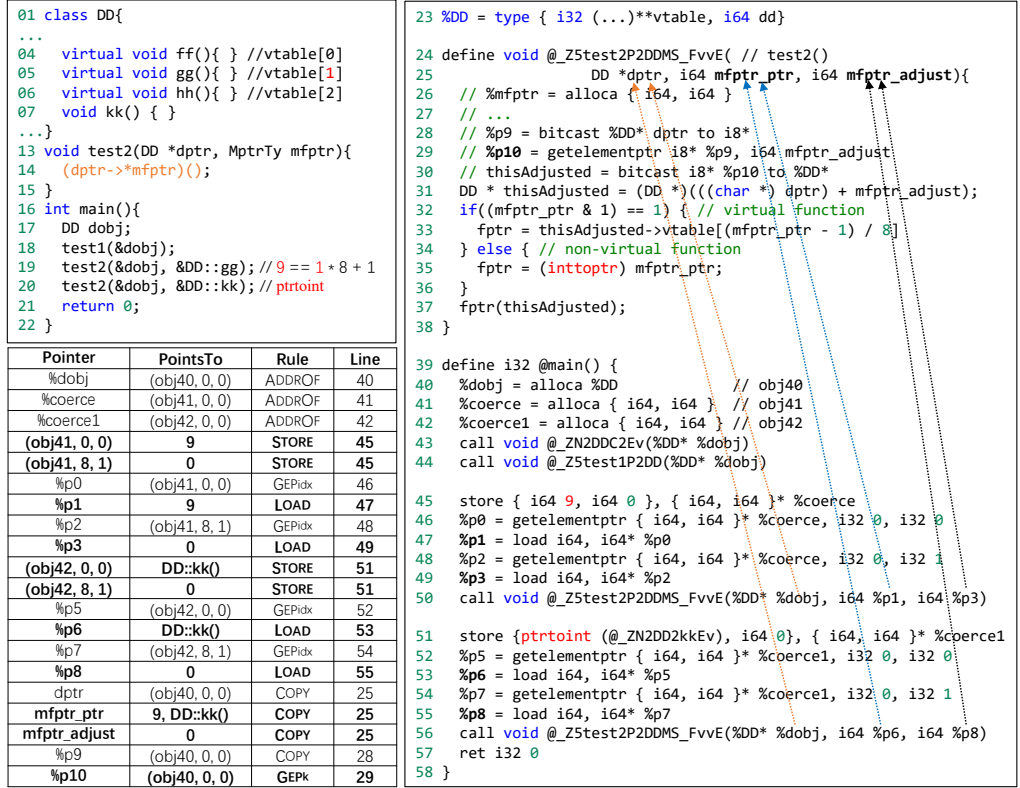 01 class DD{
...
04 virtual void ff(){ } //vtable[0]
05 virtual void gg(){ } //vtable[1]
06 virtual void hh(){ } //vtable[2]
07 void kk() { }
...}
13 void test2(DD *dptr, MptrTy mfptr){
14 (dptr->*mfptr)();
15 }
16 int main(){
17 DD dobj;
18 test1(&dobj);
19 test2(&dobj, &DD::gg); // 9 == 1 * 8 + 1
20 test2(&dobj, &DD::kk); // ptrtoint
21 return 0;
22 }
Pointer PointsTo Rule Line
%dobj (obj40, 0, 0) ADDROF 40
%coerce (obj41, 0, 0) ADDROF 41
%coerce1 (obj42, 0, 0) ADDROF 42
(obj41, 0, 0) 9 STORE 45
(obj41, 8, 1) 0 STORE 45
%p0 (obj41, 0, 0) GEPidx 46
%p1 9 LOAD 47
%p2 (obj41, 8, 1) GEPidx 48
%p3 0 LOAD 49
(obj42, 0, 0) DD::kk() STORE 51
(obj42, 8, 1) 0 STORE 51
%p5 (obj42, 0, 0) GEPidx 52
%p6 DD::kk() LOAD 53
%p7 (obj42, 8, 1) GEPidx 54
%p8 0 LOAD 55
dptr (obj40, 0, 0) COPY 25
mfptr_ptr 9, DD::kk() COPY 25
mfptr_adjust 0 COPY 25
%p9 (obj40, 0, 0) COPY 28
%p10 (obj40, 0, 0) GEPk 29
23 %DD = type { i32 (...)**vtable, i64 dd}
24 define void @_Z5test2P2DDMS_FvvE( // test2()
25 DD *dptr, i64 mfptr_ptr, i64 mfptr_adjust){
26 // %mfptr = alloca { i64, i64 }
27 // ...
28 // %p9 = bitcast %DD* dptr to i8*
29 // %p10 = getelementptr i8* %p9, i64 mfptr_adjust
30 // thisAdjusted = bitcast i8* %p10 to %DD*
31 DD * thisAdjusted = (DD *)(((char *) dptr) + mfptr_adjust);
32 if((mfptr_ptr & 1) == 1) { // virtual function
33 fptr = thisAdjusted->vtable[(mfptr_ptr - 1) / 8]
34 } else { // non-virtual function
35 fptr = (inttoptr) mfptr_ptr;
36 }
37 fptr(thisAdjusted);
38 }
39 define i32 @main() {
40 %dobj = alloca %DD // obj40
41 %coerce = alloca { i64, i64 } // obj41
42 %coerce1 = alloca { i64, i64 } // obj42
43 call void @_ZN2DDC2Ev(%DD* %dobj)
44 call void @_Z5test1P2DD(%DD* %dobj)
45 store { i64 9, i64 0 }, { i64, i64 }* %coerce
46 %p0 = getelementptr { i64, i64 }* %coerce, i32 0, i32 0
47 %p1 = load i64, i64* %p0
48 %p2 = getelementptr { i64, i64 }* %coerce, i32 0, i32 1
49 %p3 = load i64, i64* %p2
50 call void @_Z5test2P2DDMS_FvvE(%DD* %dobj, i64 %p1, i64 %p3)
51 store {ptrtoint (@_ZN2DD2kkEv), i64 0}, { i64, i64 }* %coerce1
52 %p5 = getelementptr { i64, i64 }* %coerce1, i32 0, i32 0
53 %p6 = load i64, i64* %p5
54 %p7 = getelementptr { i64, i64 }* %coerce1, i32 0, i32 1
55 %p8 = load i64, i64* %p7
56 call void @_Z5test2P2DDMS_FvvE(%DD* %dobj, i64 %p6, i64 %p8)
57 ret i32 0
58 }